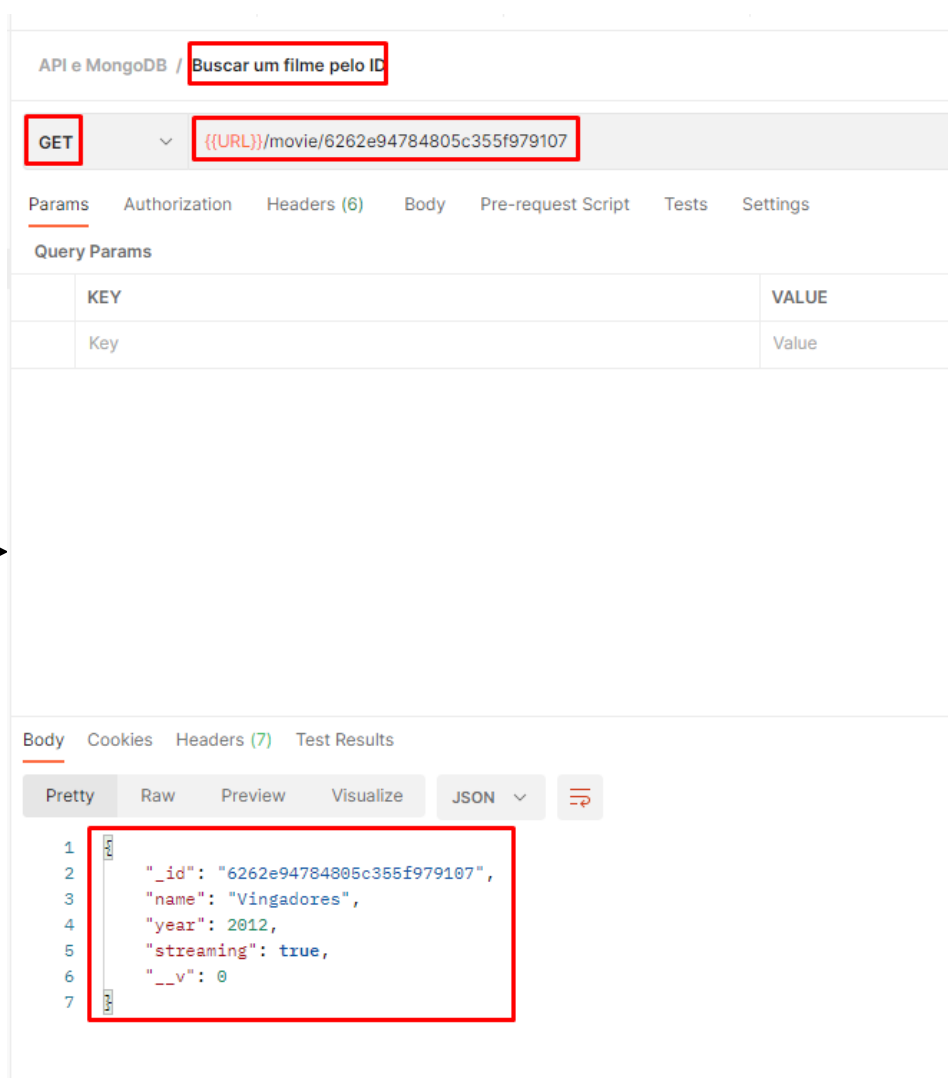 API e MongoDB / Buscar um filme pelo ID
GET {{URL}}/movie/6262e94784805c355f979107
Params Authorization Headers (6) Body Pre-request Script Tests Settings
Query Params
KEY VALUE
Key Value
Body Cookies Headers (7) Test Results
Pretty Raw Preview Visualize JSON
1 {
2 "_id": "6262e94784805c355f979107",
3 "name": "Vingadores",
4 "year": 2012,
5 "streaming": true,
6 "__v": 0
7 }